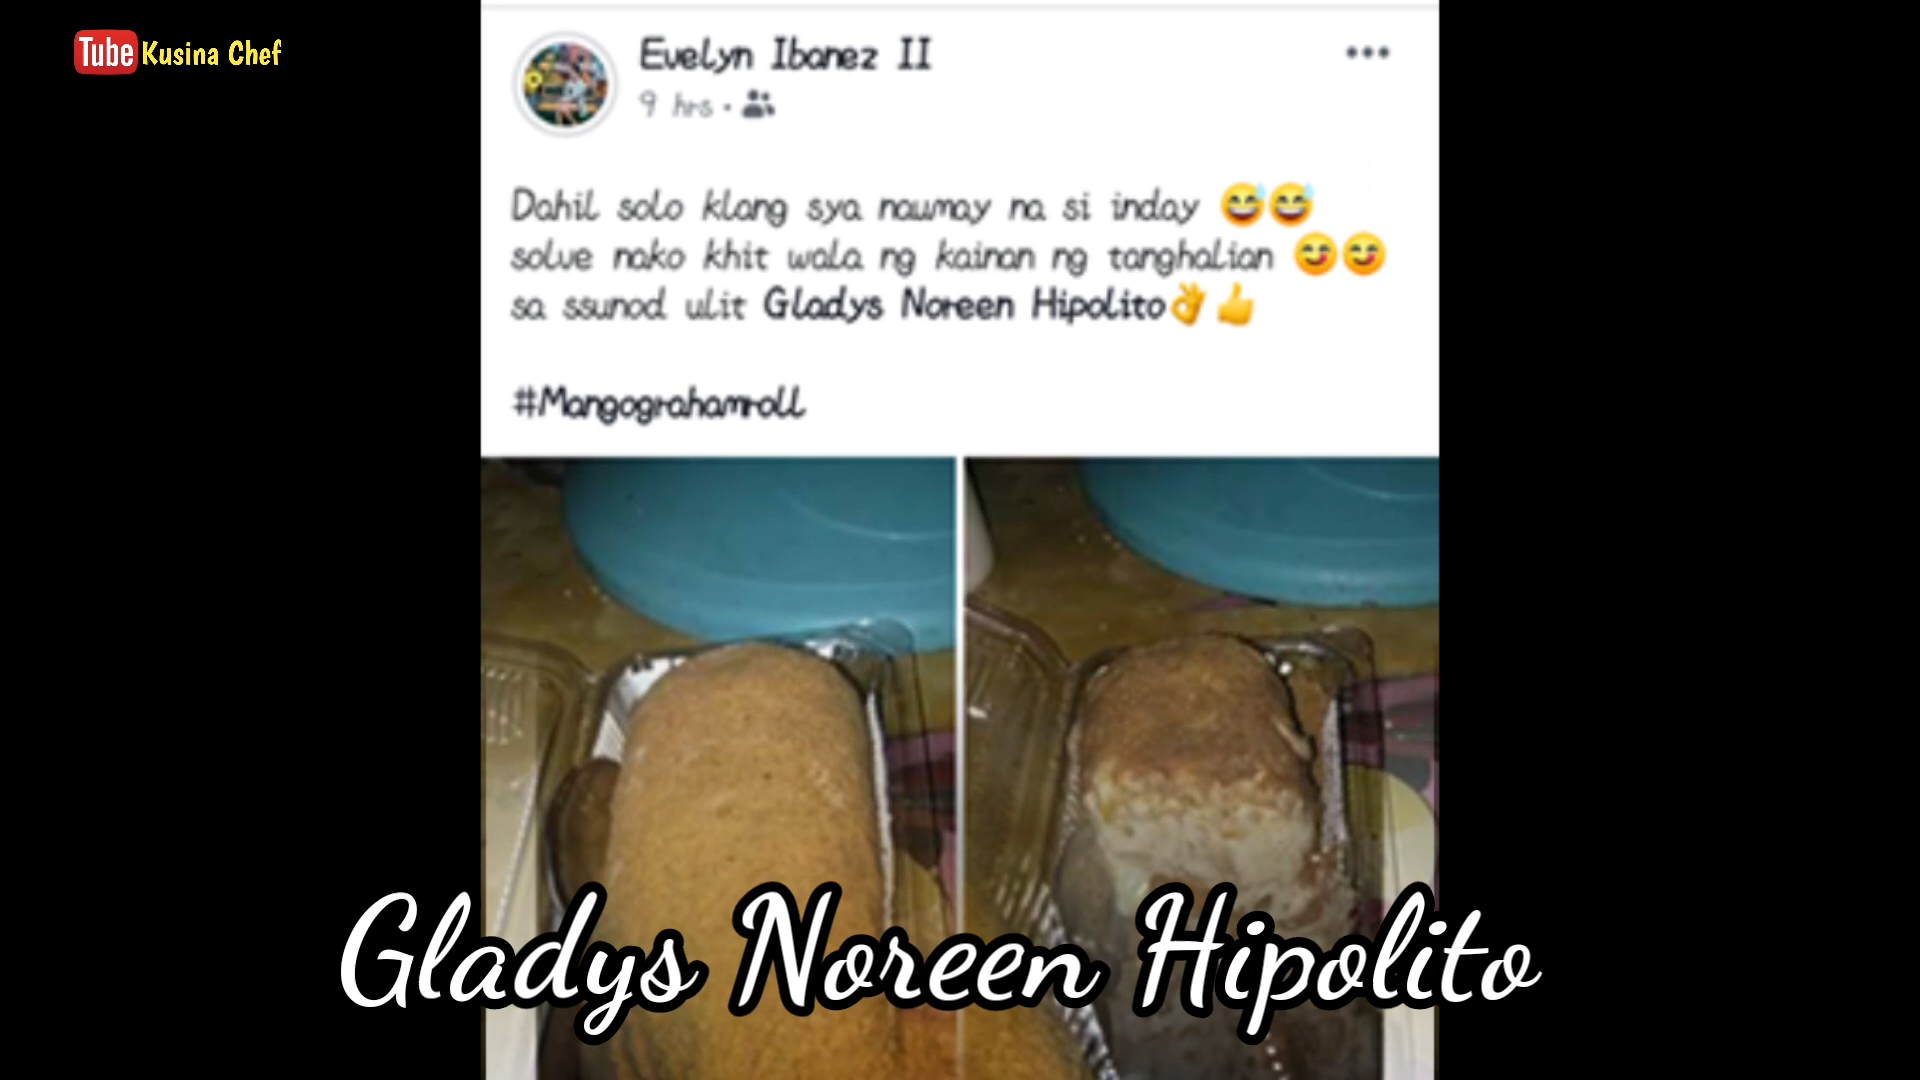 Tube Kusina Chef
Evelyn Ibanez II
9 hrs ·
Dahil solo klang sya naumay na si inday 😅😅
solve nako khit wala ng kainan ng tanghalian 😋😋
sa ssunod ulit Gladys Noreen Hipolito👌👍
#Mangograhamroll
Gladys Noreen Hipolito